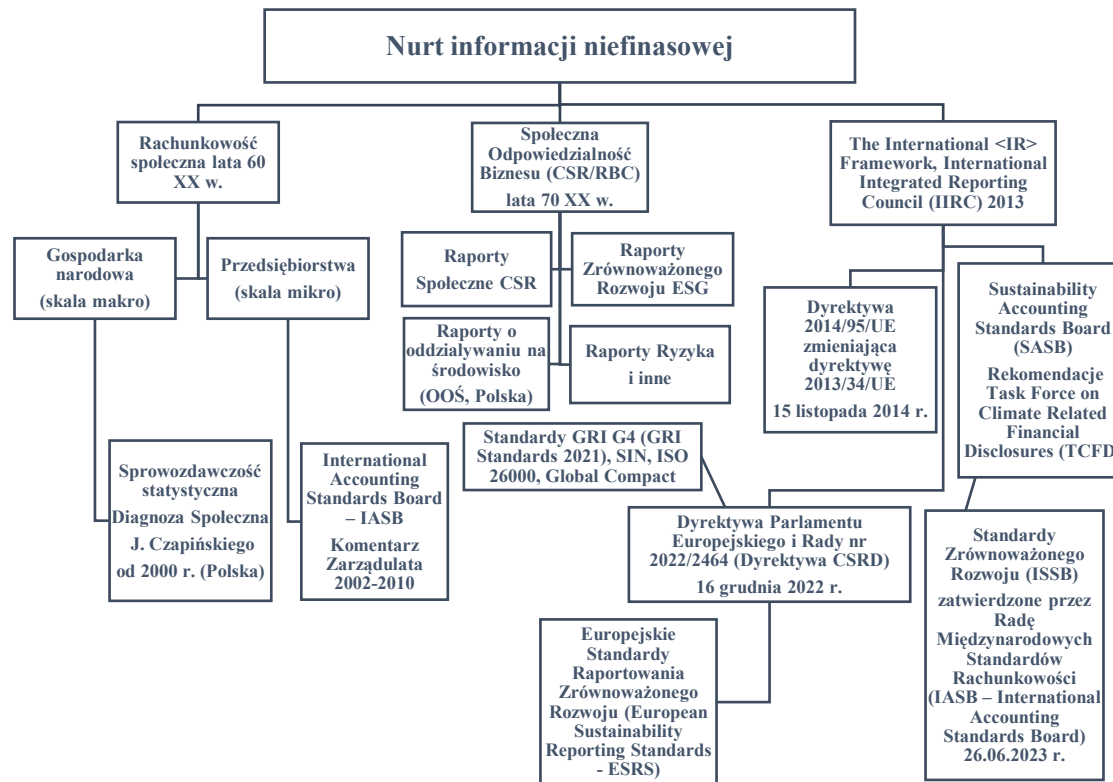 Nurt informacji niefinasowej
Rachunkowość
społeczna lata 60
XX w.
Społeczna
Odpowiedzialność
Biznesu (CSR/RBC)
lata 70 XX w.
The International <IR>
Framework, International
Integrated Reporting
Council (IIRC) 2013
Gospodarka
narodowa
(skala makro)
Przedsiębiorstwa
(skala mikro)
Raporty
Społeczne CSR
Raporty
Zrównoważonego
Rozwoju ESG
Raporty o
oddzialywaniu na
środowisko
(OOŚ, Polska)
Raporty Ryzyka
i inne
Dyrektywa
2014/95/UE
zmieniająca
dyrektywę
2013/34/UE
15 listopada 2014 r.
Sustainability
Accounting
Standards Board
(SASB)
Rekomendacje
Task Force on
Climate Related
Financial
Disclosures (TCFD
Sprowozdawczość
statystyczna
Diagnoza Społeczna
J. Czapińskiego
od 2000 r. (Polska)
International
Accounting
Standards Board
– IASB
Komentarz
Zarządulata
2002-2010
Standardy GRI G4 (GRI
Standards 2021), SIN, ISO
26000, Global Compact
Dyrektywa Parlamentu
Europejskiego i Rady nr
2022/2464 (Dyrektywa CSRD)
16 grudnia 2022 r.
Standardy
Zrównoważonego
Rozwoju (ISSB)
zatwierdzone przez
Radę
Międzynarodowych
Standardów
Rachunkowości
(IASB – International
Accounting
Standards Board)
26.06.2023 r.
Europejskie
Standardy
Raportowania
Zrównoważonego
Rozwoju (European
Sustainability
Reporting Standards
- ESRS)